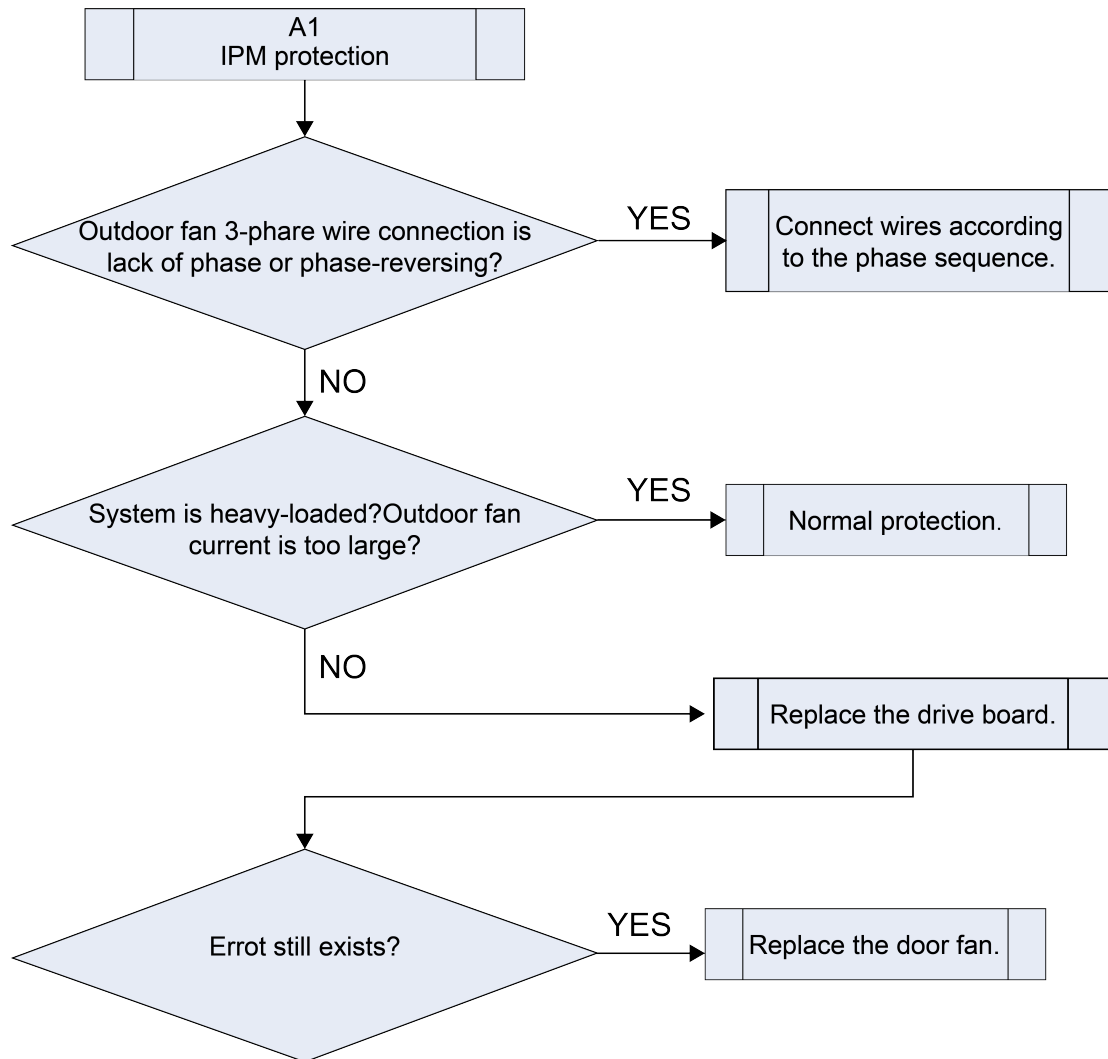 A1
IPM protection
Outdoor fan 3-phare wire connection is
lack of phase or phase-reversing?
YES
Connect wires according
to the phase sequence.
NO
System is heavy-loaded?Outdoor fan
current is too large?
YES
Normal protection.
NO
Replace the drive board.
Errot still exists?
YES
Replace the door fan.